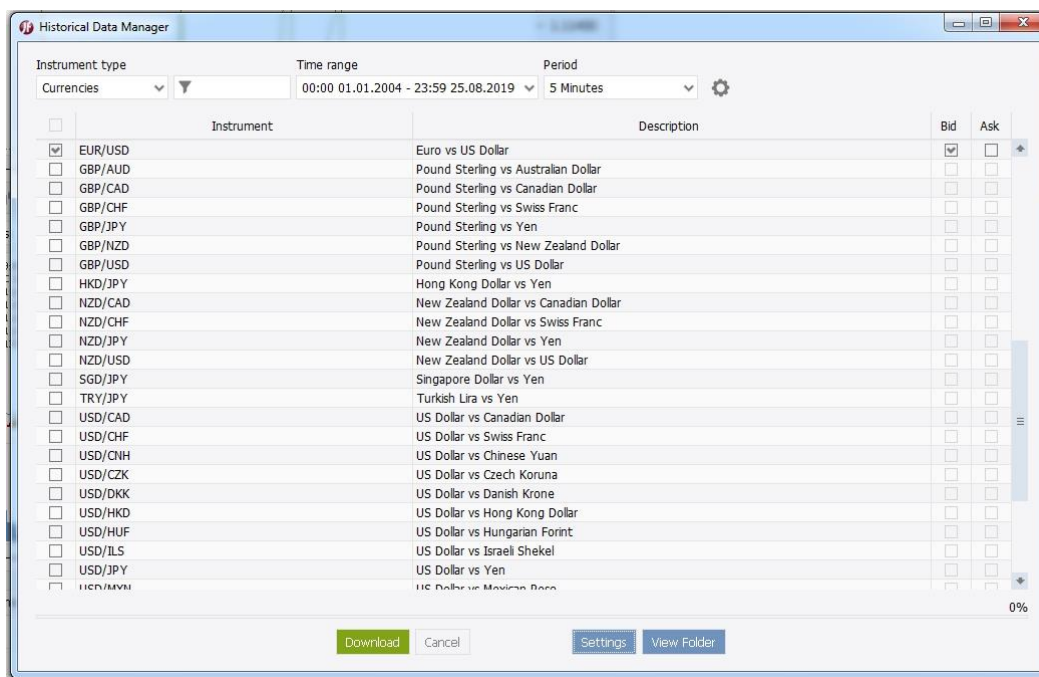 Historical Data Manager
Instrument type Time range Period
Currencies 00:00 01.01.2004 - 23:59 25.08.2019 5 Minutes
Instrument Description Bid Ask
EUR/USD Euro vs US Dollar
GBP/AUD Pound Sterling vs Australian Dollar
GBP/CAD Pound Sterling vs Canadian Dollar
GBP/CHF Pound Sterling vs Swiss Franc
GBP/JPY Pound Sterling vs Yen
GBP/NZD Pound Sterling vs New Zealand Dollar
GBP/USD Pound Sterling vs US Dollar
HKD/JPY Hong Kong Dollar vs Yen
NZD/CAD New Zealand Dollar vs Canadian Dollar
NZD/CHF New Zealand Dollar vs Swiss Franc
NZD/JPY New Zealand Dollar vs Yen
NZD/USD New Zealand Dollar vs US Dollar
SGD/JPY Singapore Dollar vs Yen
TRY/JPY Turkish Lira vs Yen
USD/CAD US Dollar vs Canadian Dollar
USD/CHF US Dollar vs Swiss Franc
USD/CNH US Dollar vs Chinese Yuan
USD/CZK US Dollar vs Czech Koruna
USD/DKK US Dollar vs Danish Krone
USD/HKD US Dollar vs Hong Kong Dollar
USD/HUF US Dollar vs Hungarian Forint
USD/ILS US Dollar vs Israeli Shekel
USD/JPY US Dollar vs Yen
USD/MXN US Dollar vs Mexican Peso
0%
Download Cancel Settings View Folder